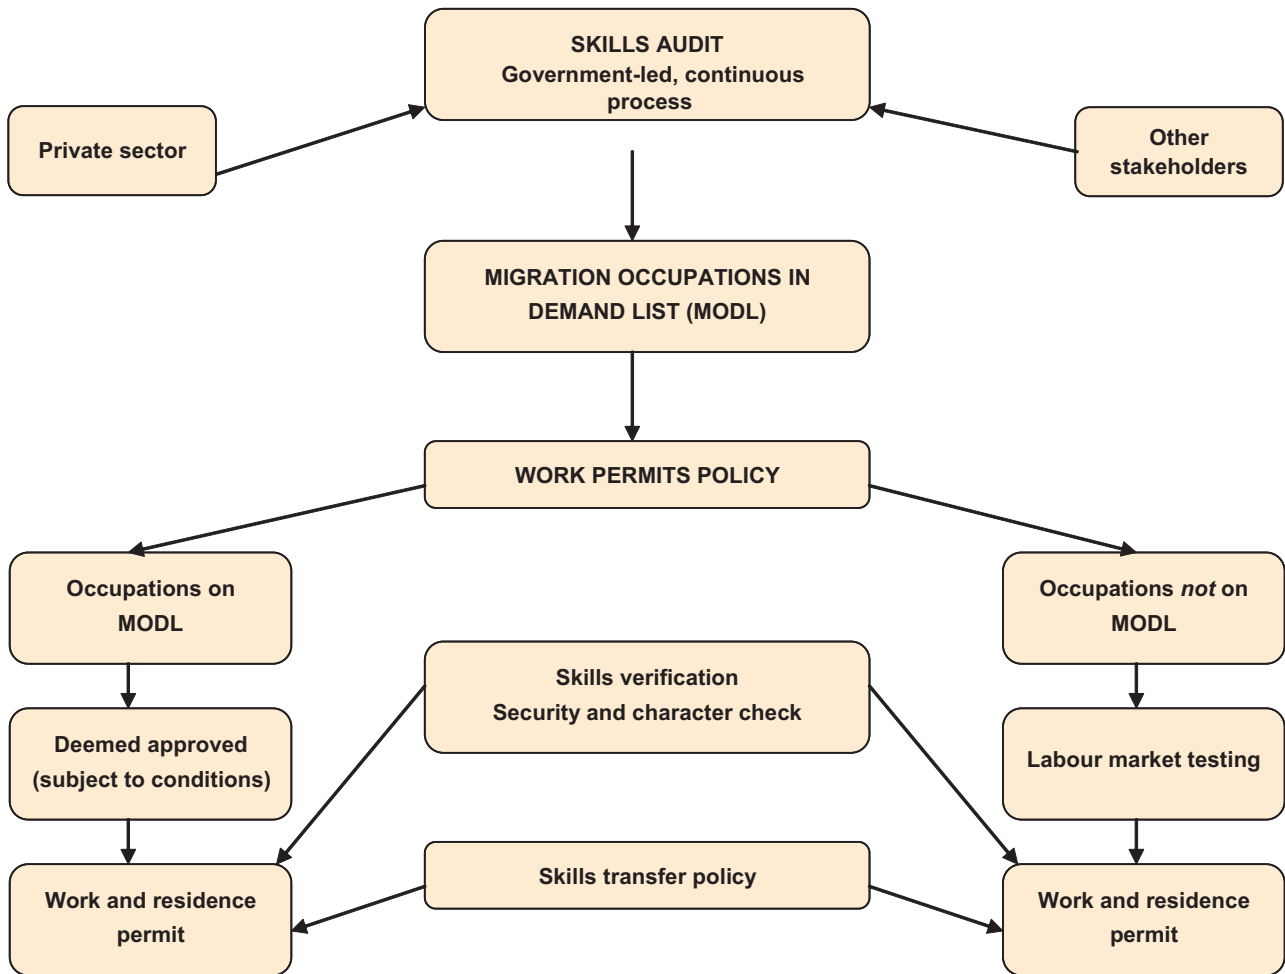 SKILLS AUDIT
Government-led, continuous
process
Private sector
Other
stakeholders
MIGRATION OCCUPATIONS IN
DEMAND LIST (MODL)
WORK PERMITS POLICY
Occupations on
MODL
Occupations not on
MODL
Skills verification
Security and character check
Deemed approved
(subject to conditions)
Labour market testing
Skills transfer policy
Work and residence
permit
Work and residence
permit